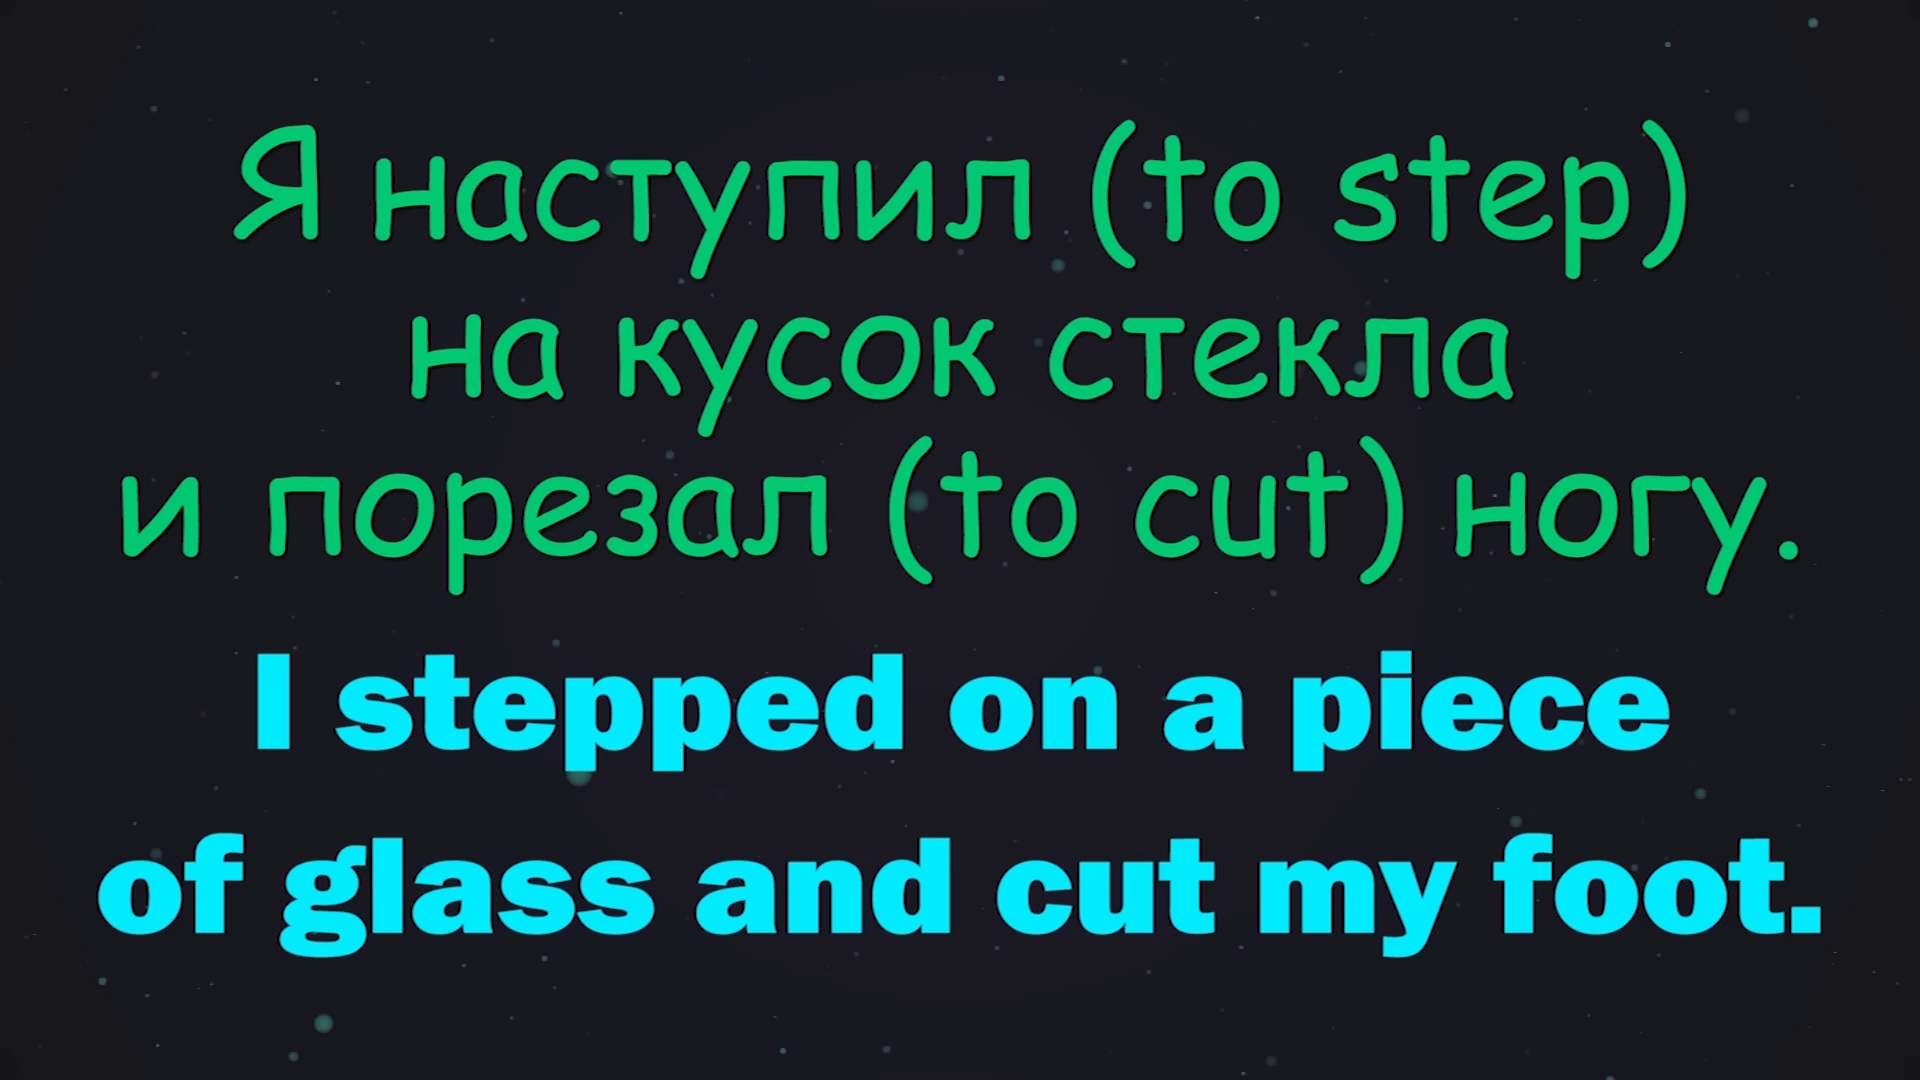 Я наступил (to step)
на кусок стекла
и порезал (to cut) ногу.
I stepped on a piece
of glass and cut my foot.